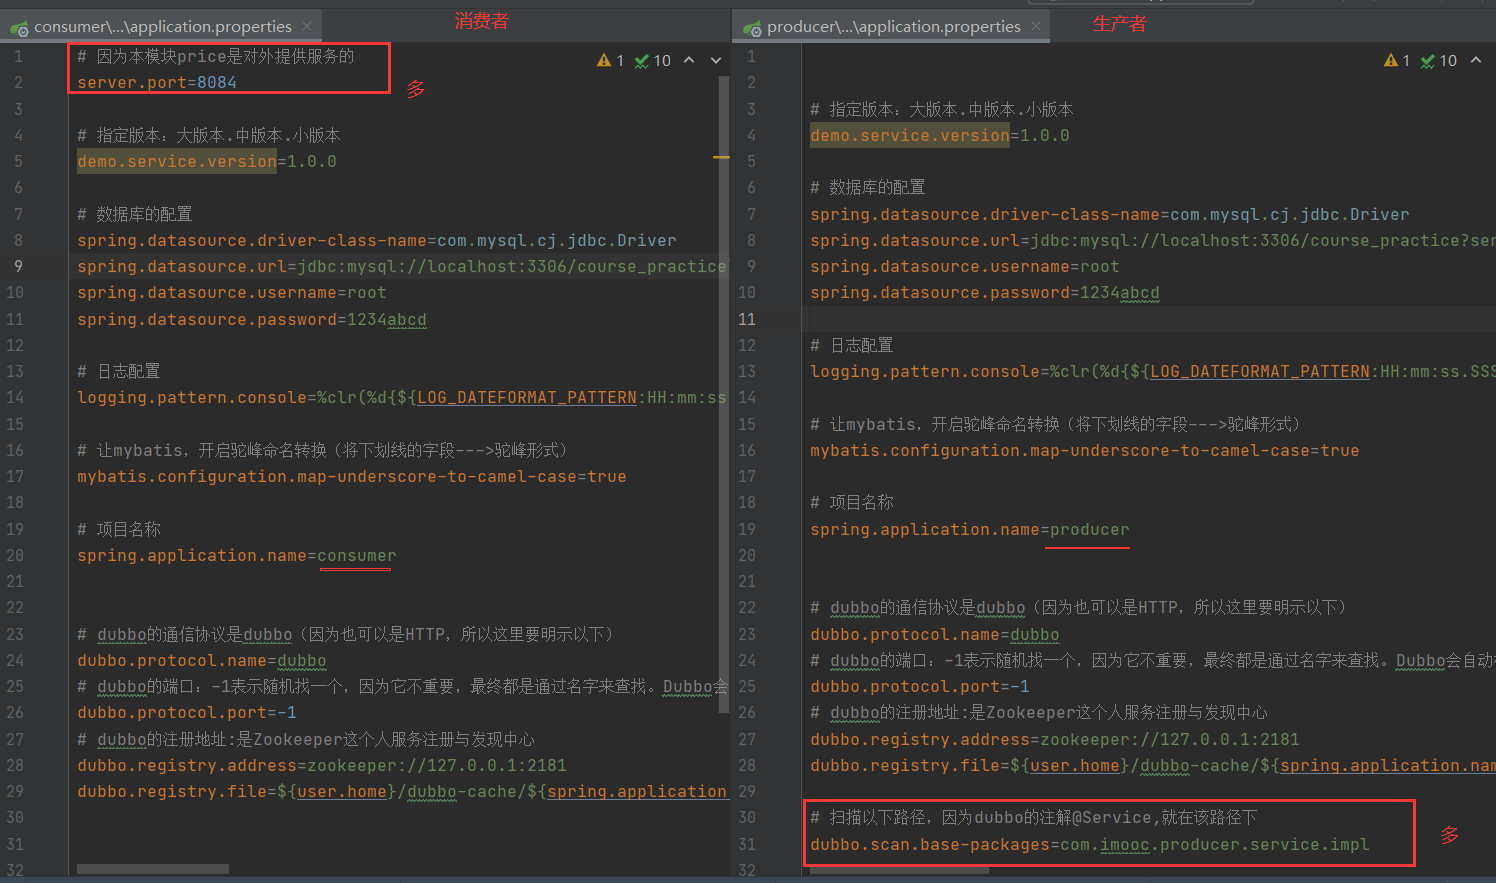 consumer\...\application.properties
消费者
1 # 因为本模块price是对外提供服务的
2 server.port=8084
多
1 10
3
4 # 指定版本：大版本.中版本.小版本
5 demo.service.version=1.0.0
6
7 # 数据库的配置
8 spring.datasource.driver-class-name=com.mysql.cj.jdbc.Driver
9 spring.datasource.url=jdbc:mysql://localhost:3306/course_practice
10 spring.datasource.username=root
11 spring.datasource.password=1234abcd
12
13 # 日志配置
14 logging.pattern.console=%clr(%d{${LOG_DATEFORMAT_PATTERN:HH:mm:ss
15
16 # 让mybatis，开启驼峰命名转换（将下划线的字段--->驼峰形式）
17 mybatis.configuration.map-underscore-to-camel-case=true
18
19 # 项目名称
20 spring.application.name=consumer
21
22
23 # dubbo的通信协议是dubbo（因为也可以是HTTP，所以这里要明示以下）
24 dubbo.protocol.name=dubbo
25 # dubbo的端口：-1表示随机找一个，因为它不重要，最终都是通过名字来查找。Dubbo会
26 dubbo.protocol.port=-1
27 # dubbo的注册地址:是Zookeeper这个人服务注册与发现中心
28 dubbo.registry.address=zookeeper://127.0.0.1:2181
29 dubbo.registry.file=${user.home}/dubbo-cache/${spring.application.
30
31
32
producer\...\application.properties
生产者
1
1 10
2
3 # 指定版本：大版本.中版本.小版本
4 demo.service.version=1.0.0
5
6 # 数据库的配置
7 spring.datasource.driver-class-name=com.mysql.cj.jdbc.Driver
8 spring.datasource.url=jdbc:mysql://localhost:3306/course_practice?ser
9 spring.datasource.username=root
10 spring.datasource.password=1234abcd
11
12 # 日志配置
13 logging.pattern.console=%clr(%d{${LOG_DATEFORMAT_PATTERN:HH:mm:ss.SSS
14
15 # 让mybatis，开启驼峰命名转换（将下划线的字段--->驼峰形式）
16 mybatis.configuration.map-underscore-to-camel-case=true
17
18 # 项目名称
19 spring.application.name=producer
20
21
22 # dubbo的通信协议是dubbo（因为也可以是HTTP，所以这里要明示以下）
23 dubbo.protocol.name=dubbo
24 # dubbo的端口：-1表示随机找一个，因为它不重要，最终都是通过名字来查找。Dubbo会自动
25 dubbo.protocol.port=-1
26 # dubbo的注册地址:是Zookeeper这个人服务注册与发现中心
27 dubbo.registry.address=zookeeper://127.0.0.1:2181
28 dubbo.registry.file=${user.home}/dubbo-cache/${spring.application.nam
29
30 # 扫描以下路径，因为dubbo的注解@Service,就在该路径下
31 dubbo.scan.base-packages=com.imooc.producer.service.impl
多
32